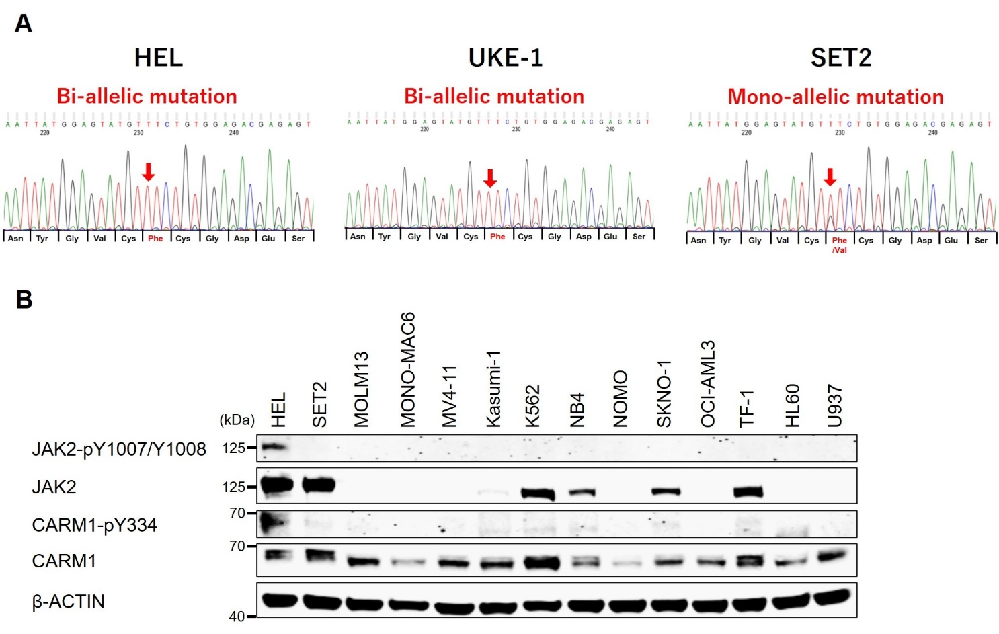 A
HEL
UKE-1
SET2
Bi-allelic mutation
Bi-allelic mutation
Mono-allelic mutation
A A T T A T G G A G T A T G T T T C T G T G G A G A C G A G A G T
220 230 240
A A T T A T G G A G T A T G T T T C T G T G G A G A C G A G A G T
220 230 240
A A T T A T G G A G T A T G T T T C T G T G G A G A C G A G A G T
220 230 240
Asn Tyr Gly Val Cys Phe Cys Gly Asp Glu Ser
Asn Tyr Gly Val Cys Phe Cys Gly Asp Glu Ser
Asn Tyr Gly Val Cys Phe Cys Gly Asp Glu Ser
/Val
B
(kDa)
HEL
SET2
MOLM13
MONO-MAC6
MV4-11
Kasumi-1
K562
NB4
NOMO
SKNO-1
OCI-AML3
TF-1
HL60
U937
JAK2-pY1007/Y1008 125
JAK2 125
CARM1-pY334 70
CARM1 70
β-ACTIN
40